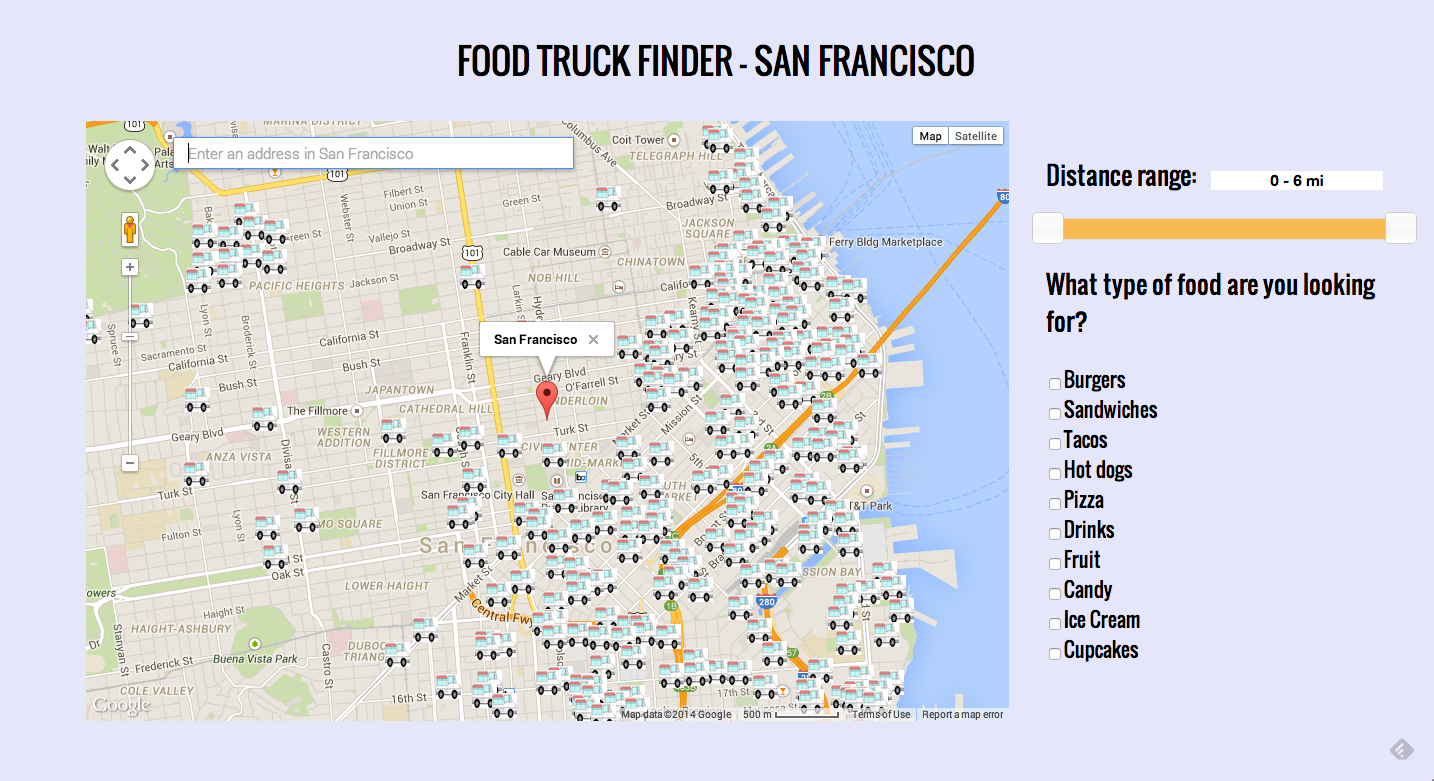 FOOD TRUCK FINDER - SAN FRANCISCO
101
MARINA DISTRICT
Columbus Ave
Coit Tower
Map
Satellite
Enter an address in San Francisco
TELEGRAPH HILL
101
Filbert St
Union St
Green St
Broadway St
Webster St
JACKSON
SQUARE
80
Vallejo St
Broadway St
101
Cable Car Museum
Ferry Bldg Marketplace
CHINATOWN
NOB HILL
PACIFIC HEIGHTS
Jackson St
Lyon St
Larkin
Hyde
Kearny St
Spruce St
Sacramento St
California St
Broderick St
California St
Franklin St
San Francisco
Bush St
Bush St
Geary Blvd
O'Farrell St
JAPANTOWN
CATHEDRAL HILL
The Fillmore
Turk St
Market St
Mission St
Geary Blvd
WESTERN
ADDITION
FILLMORE
DISTRICT
ANZA VISTA
Turk St
San Francisco City Hall
Library
AT&T Park
Lyon St
Fulton St
San Francisco
Oak St
LOWER HAIGHT
MISSION BAY
Market St
280
Central Fwy
1B
Haight St
HAIGHT-ASHBURY
Stanyan St
Frederick St
Buena Vista Park
Castro St
DUBOCE
TRIANGLE
COLE VALLEY
16th St
17th St
Google
Map data ©2014 Google
500 m
Terms of Use
Report a map error
Distance range:
0 - 6 mi
What type of food are you looking
for?
Burgers
Sandwiches
Tacos
Hot dogs
Pizza
Drinks
Fruit
Candy
Ice Cream
Cupcakes